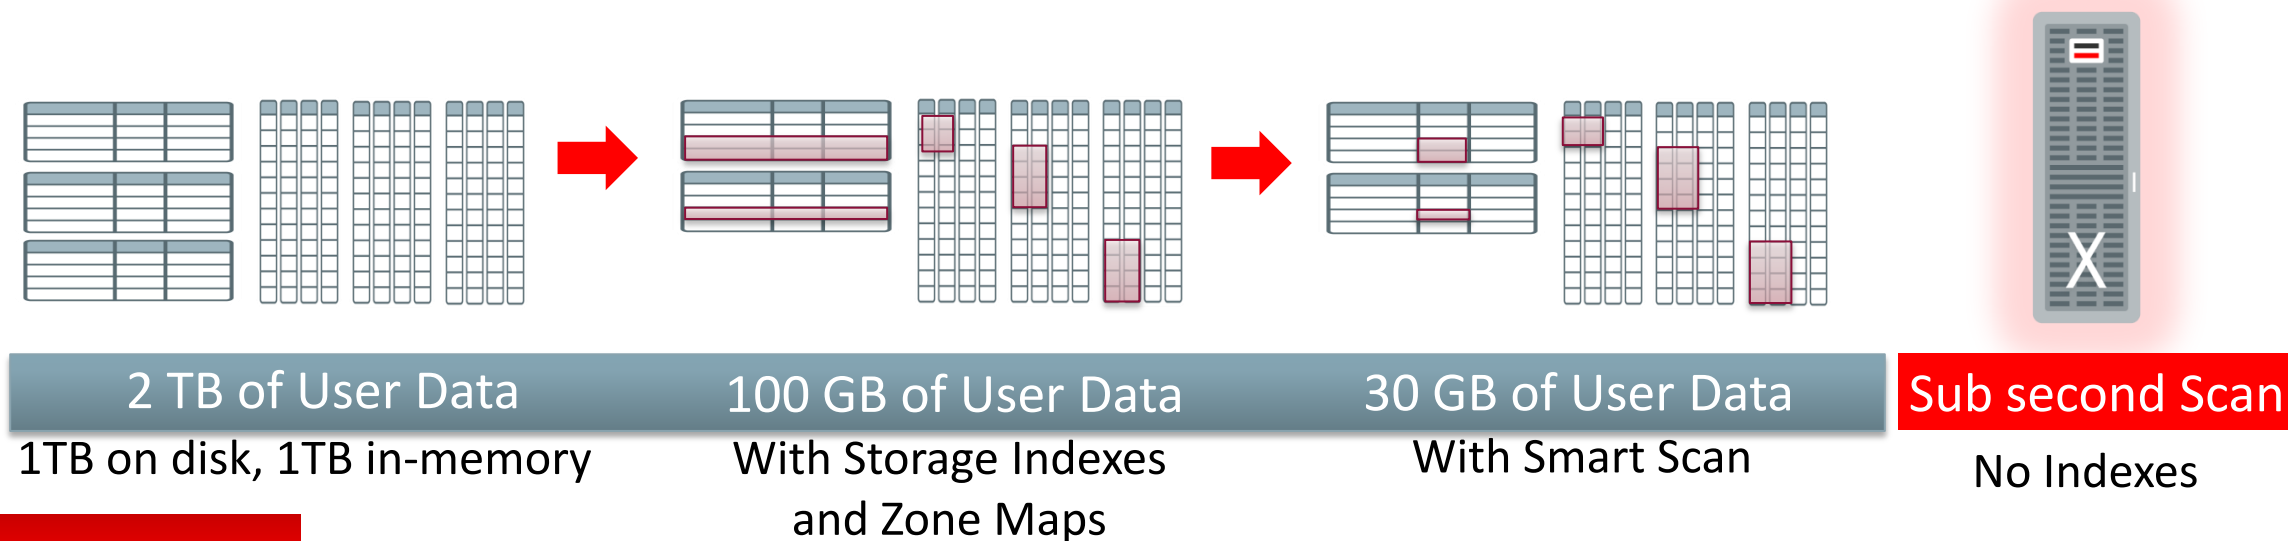 X
2 TB of User Data
100 GB of User Data
30 GB of User Data
Sub second Scan
1TB on disk, 1TB in-memory
With Storage Indexes
and Zone Maps
With Smart Scan
No Indexes